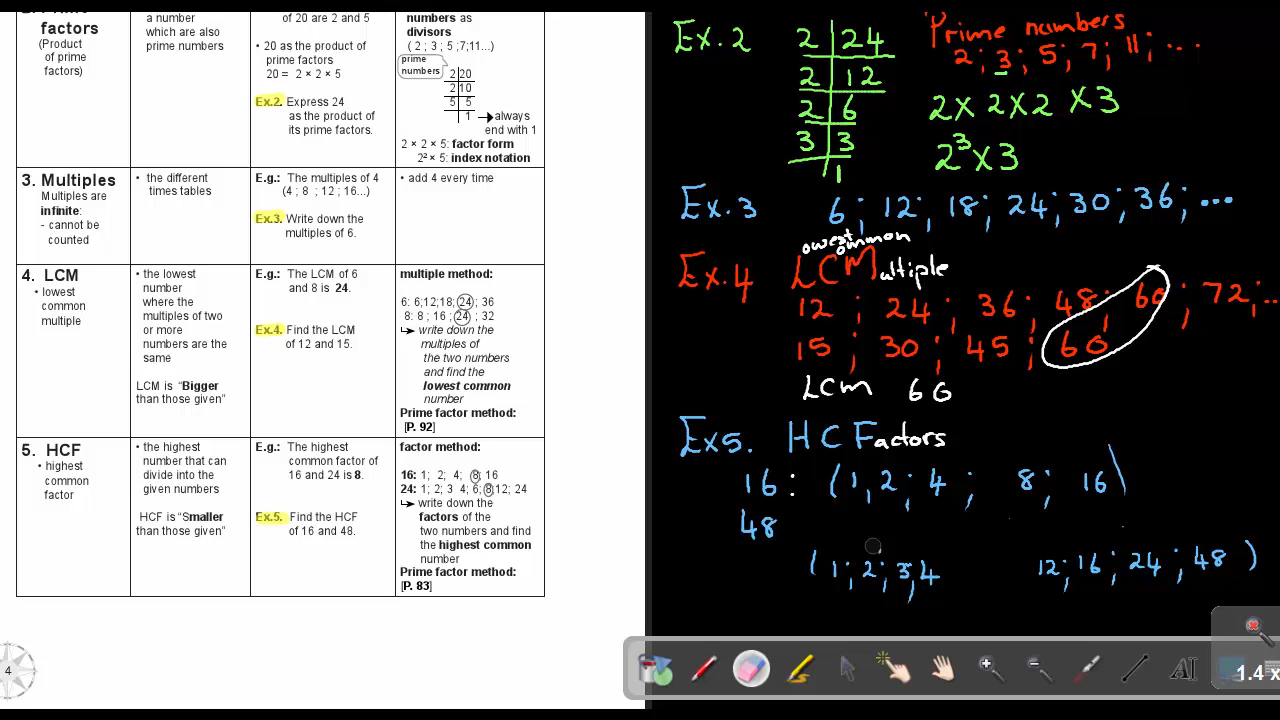 factors
(Product
of prime
factors)
a number
which are also
prime numbers
of 20 are 2 and 5
• 20 as the product of
prime factors
20 = 2 × 2 × 5
Ex.2. Express 24
as the product of
its prime factors.
numbers as
divisors
( 2 ; 3 ; 5 ;7;11...)
prime
numbers
2 20
2 10
5 5
1 always
end with 1
2 × 2 × 5: factor form
2² × 5: index notation
3. Multiples
Multiples are
infinite:
- cannot be
counted
• the different
times tables
E.g.: The multiples of 4
(4 ; 8 ; 12 ; 16...)
Ex.3. Write down the
multiples of 6.
• add 4 every time
4. LCM
• lowest
common
multiple
• the lowest
number
where the
multiples of two
or more
numbers are the
same
LCM is “Bigger
than those given”
E.g.: The LCM of 6
and 8 is 24.
Ex.4. Find the LCM
of 12 and 15.
multiple method:
6: 6;12;18;24; 36
8: 8 ; 16 ; 24 ; 32
write down the
multiples of
the two numbers
and find the
lowest common
number
Prime factor method:
[P. 92]
5. HCF
• highest
common
factor
• the highest
number that can
divide into the
given numbers
HCF is “Smaller
than those given”
E.g.: The highest
common factor of
16 and 24 is 8.
Ex.5. Find the HCF
of 16 and 48.
factor method:
16: 1; 2; 4; 8; 16
24: 1; 2; 3 4; 6;8;12; 24
write down the
factors of the
two numbers and find
the highest common
number
Prime factor method:
[P. 83]
4
Ex.2
2 24
2 12
2 6
3 3
1
Prime numbers
2; 3; 5; 7; 11; ...
2 × 2 × 2 × 3
2³ × 3
Ex.3 6; 12; 18; 24; 30; 36; ...
Ex.4 LCM
owest
ommon
ultiple
12 ; 24 ; 36 ; 48; 60 ; 72; ...
15 ; 30 ; 45 ; 60
LCM 60
Ex5. HCFactors
16 : (1, 2; 4 ; 8; 16)
48
(1; 2; 3; 4 12; 16; 24; 48)
AI
1.4 x